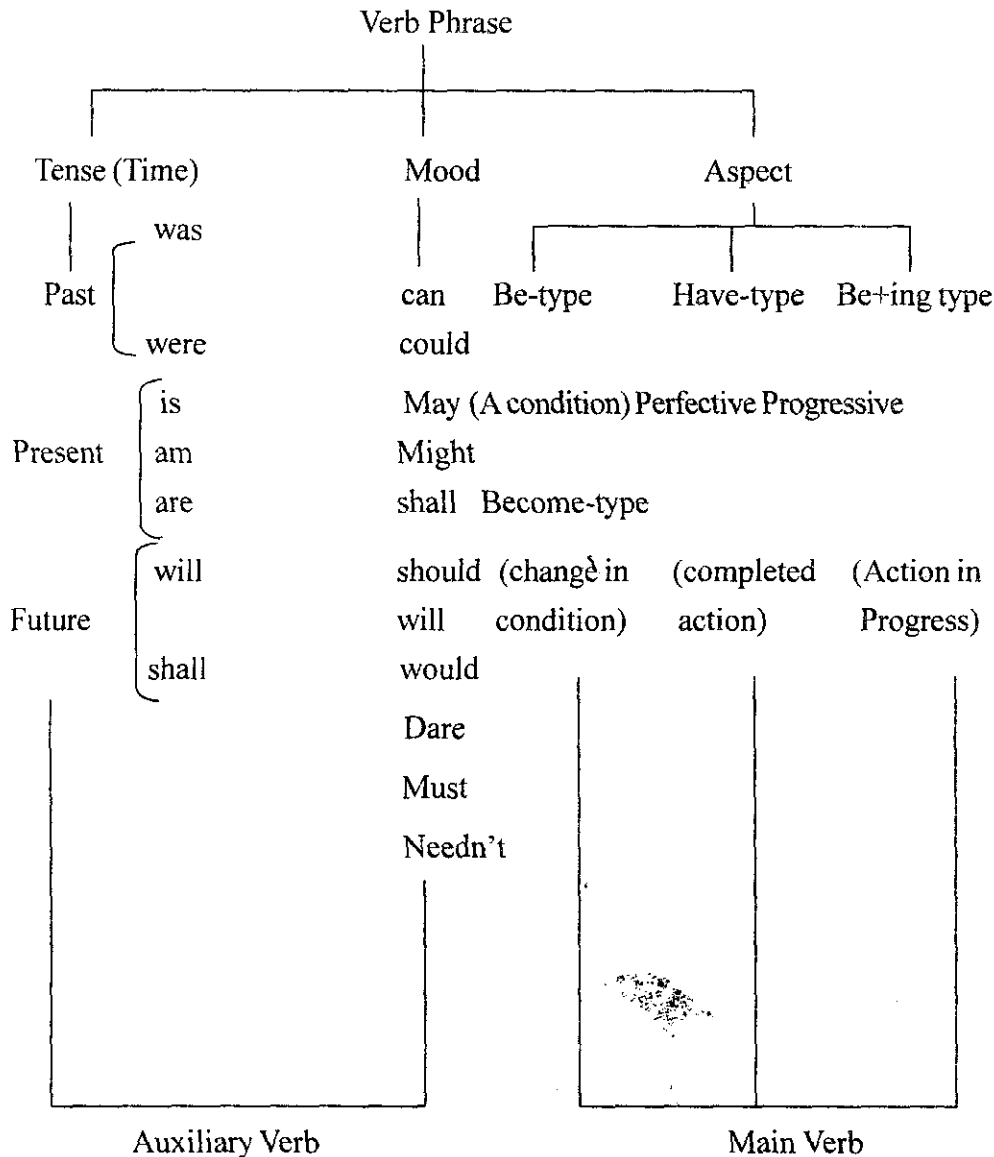 Verb Phrase
Tense (Time) Mood Aspect
was
Past can Be-type Have-type Be+ing type
were could
is May (A condition) Perfective Progressive
Present am Might
are shall Become-type
will should (change in (completed (Action in
Future will condition) action) Progress)
shall would
Dare
Must
Needn't
Auxiliary Verb Main Verb